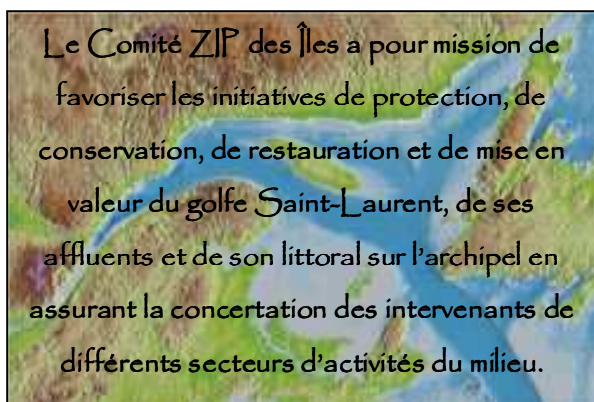 Le Comité ZIP des Îles a pour mission de
favoriser les initiatives de protection, de
conservation, de restauration et de mise en
valeur du golfe Saint-Laurent, de ses
affluents et de son littoral sur l'archipel en
assurant la concertation des intervenants de
différents secteurs d'activités du milieu.